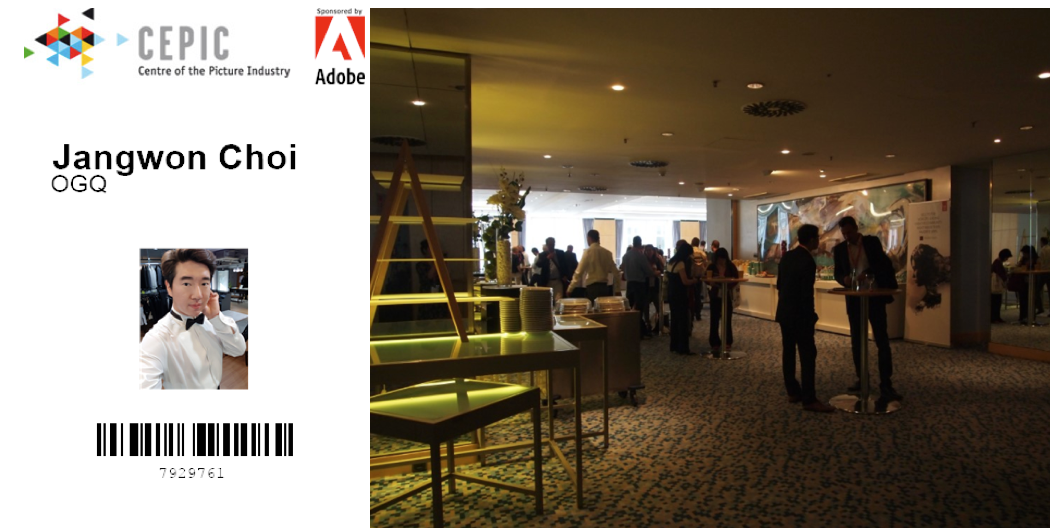 CEPIC
Centre of the Picture Industry
Sponsored by
Adobe
Jangwon Choi
OGQ
7929761